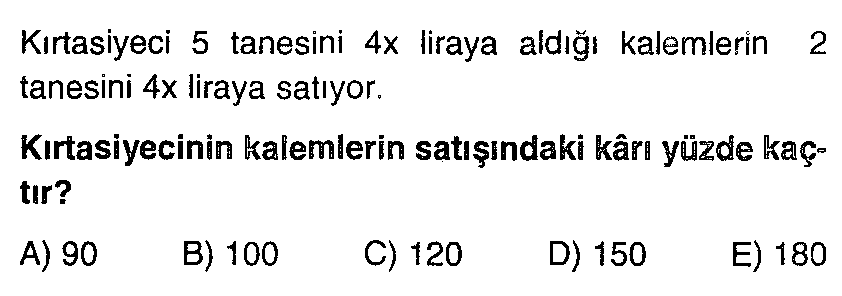 Kırtasiyeci 5 tanesini 4x liraya aldığı kalemlerin 2
tanesini 4x liraya satıyor.
Kırtasiyecinin kalemlerin satışındaki kârı yüzde kaç-
tır?
A) 90 B) 100 C) 120 D) 150 E) 180